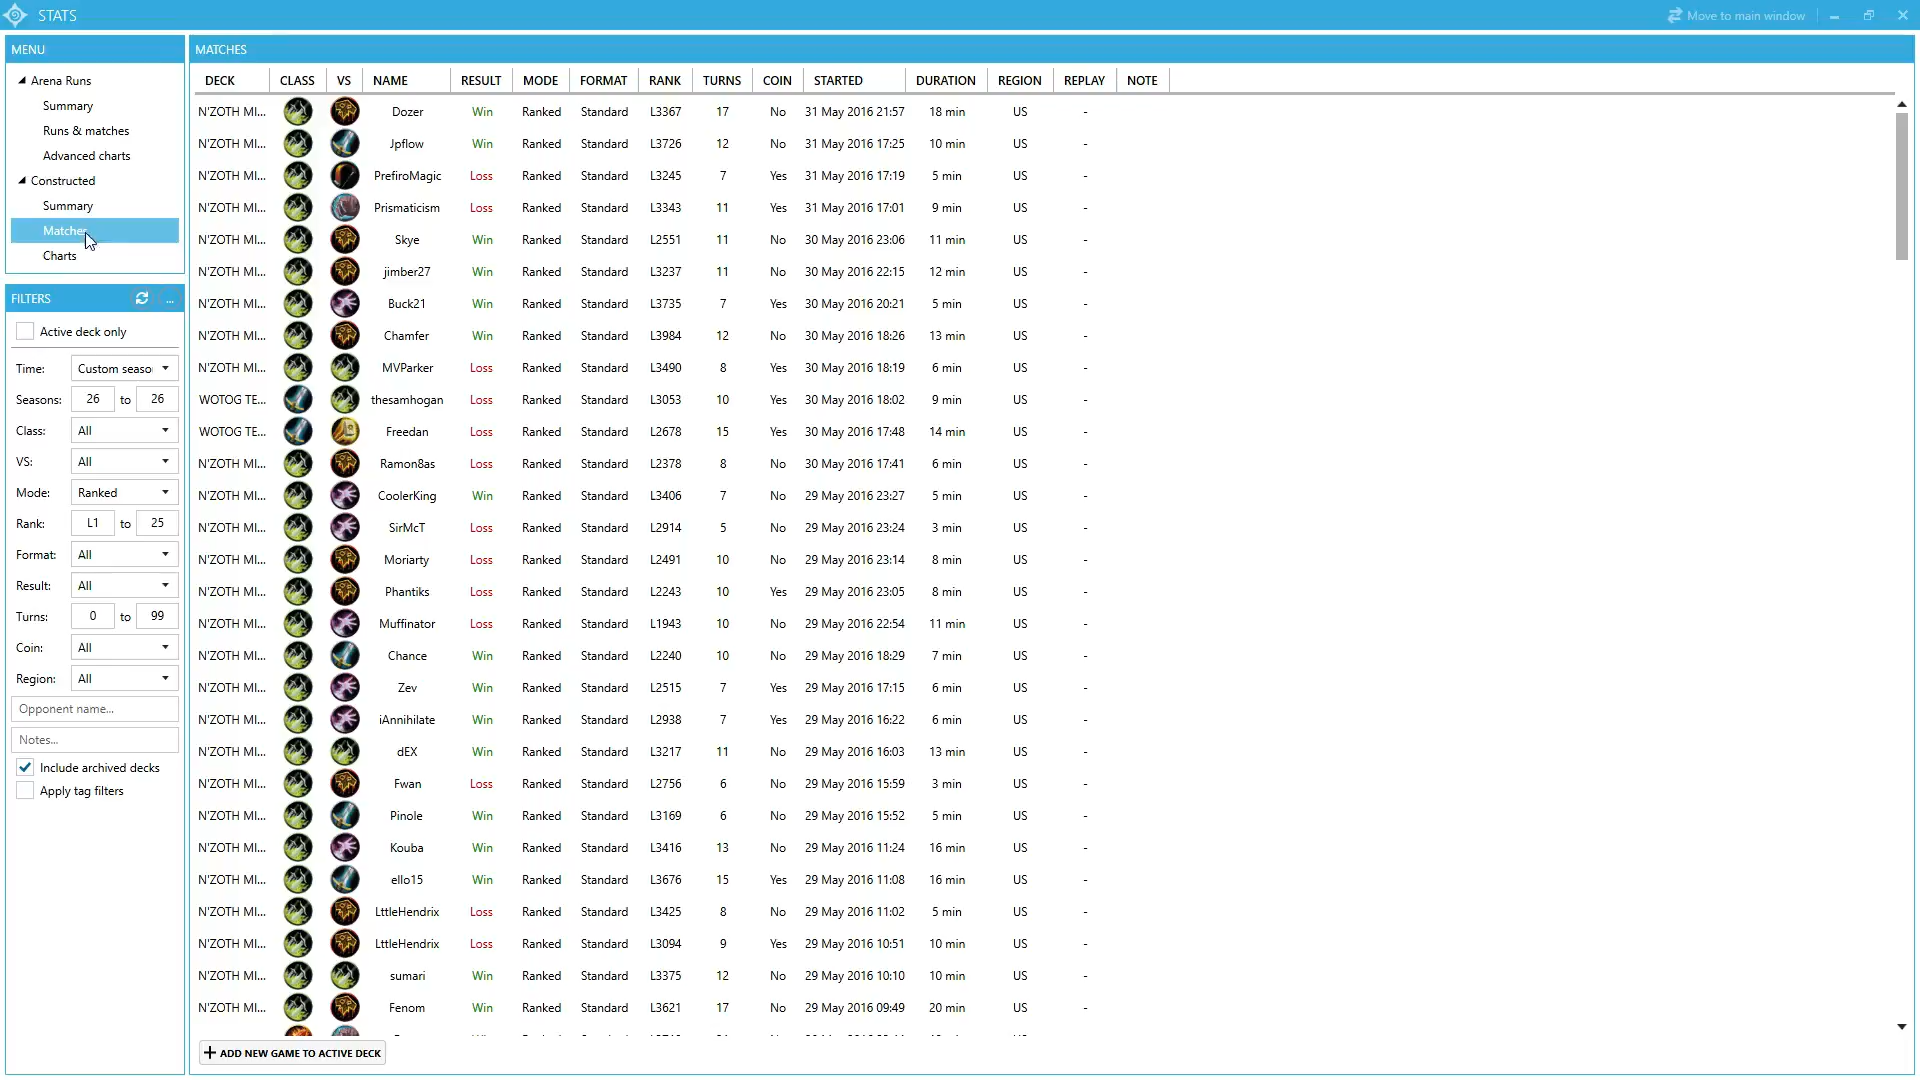 STATS
Move to main window
MENU
Arena Runs
Summary
Runs & matches
Advanced charts
Constructed
Summary
Matches
Charts
FILTERS
...
Active deck only
Time: Custom seaso
Seasons: 26 to 26
Class: All
VS: All
Mode: Ranked
Rank: L1 to 25
Format: All
Result: All
Turns: 0 to 99
Coin: All
Region: All
Opponent name...
Notes...
Include archived decks
Apply tag filters
MATCHES
DECK CLASS VS NAME RESULT MODE FORMAT RANK TURNS COIN STARTED DURATION REGION REPLAY NOTE
N'ZOTH MI... Dozer Win Ranked Standard L3367 17 No 31 May 2016 21:57 18 min US -
N'ZOTH MI... Jpflow Win Ranked Standard L3726 12 No 31 May 2016 17:25 10 min US -
N'ZOTH MI... PrefiroMagic Loss Ranked Standard L3245 7 Yes 31 May 2016 17:19 5 min US -
N'ZOTH MI... Prismaticism Loss Ranked Standard L3343 11 Yes 31 May 2016 17:01 9 min US -
N'ZOTH MI... Skye Win Ranked Standard L2551 11 No 30 May 2016 23:06 11 min US -
N'ZOTH MI... jimber27 Win Ranked Standard L3237 11 No 30 May 2016 22:15 12 min US -
N'ZOTH MI... Buck21 Win Ranked Standard L3735 7 Yes 30 May 2016 20:21 5 min US -
N'ZOTH MI... Chamfer Win Ranked Standard L3984 12 No 30 May 2016 18:26 13 min US -
N'ZOTH MI... MVParker Loss Ranked Standard L3490 8 Yes 30 May 2016 18:19 6 min US -
WOTOG TE... thesamhogan Loss Ranked Standard L3053 10 Yes 30 May 2016 18:02 9 min US -
WOTOG TE... Freedan Loss Ranked Standard L2678 15 Yes 30 May 2016 17:48 14 min US -
N'ZOTH MI... Ramon8as Loss Ranked Standard L2378 8 No 30 May 2016 17:41 6 min US -
N'ZOTH MI... CoolerKing Win Ranked Standard L3406 7 No 29 May 2016 23:27 5 min US -
N'ZOTH MI... SirMcT Loss Ranked Standard L2914 5 No 29 May 2016 23:24 3 min US -
N'ZOTH MI... Moriarty Loss Ranked Standard L2491 10 No 29 May 2016 23:14 8 min US -
N'ZOTH MI... Phantiks Loss Ranked Standard L2243 10 Yes 29 May 2016 23:05 8 min US -
N'ZOTH MI... Muffinator Loss Ranked Standard L1943 10 No 29 May 2016 22:54 11 min US -
N'ZOTH MI... Chance Win Ranked Standard L2240 10 No 29 May 2016 18:29 7 min US -
N'ZOTH MI... Zev Win Ranked Standard L2515 7 Yes 29 May 2016 17:15 6 min US -
N'ZOTH MI... iAnnihilate Win Ranked Standard L2938 7 Yes 29 May 2016 16:22 6 min US -
N'ZOTH MI... dEX Win Ranked Standard L3217 11 No 29 May 2016 16:03 13 min US -
N'ZOTH MI... Fwan Loss Ranked Standard L2756 6 No 29 May 2016 15:59 3 min US -
N'ZOTH MI... Pinole Win Ranked Standard L3169 6 No 29 May 2016 15:52 5 min US -
N'ZOTH MI... Kouba Win Ranked Standard L3416 13 No 29 May 2016 11:24 16 min US -
N'ZOTH MI... ello15 Win Ranked Standard L3676 15 Yes 29 May 2016 11:08 16 min US -
N'ZOTH MI... LttleHendrix Loss Ranked Standard L3425 8 No 29 May 2016 11:02 5 min US -
N'ZOTH MI... LttleHendrix Loss Ranked Standard L3094 9 Yes 29 May 2016 10:51 10 min US -
N'ZOTH MI... sumari Win Ranked Standard L3375 12 No 29 May 2016 10:10 10 min US -
N'ZOTH MI... Fenom Win Ranked Standard L3621 17 No 29 May 2016 09:49 20 min US -
ADD NEW GAME TO ACTIVE DECK